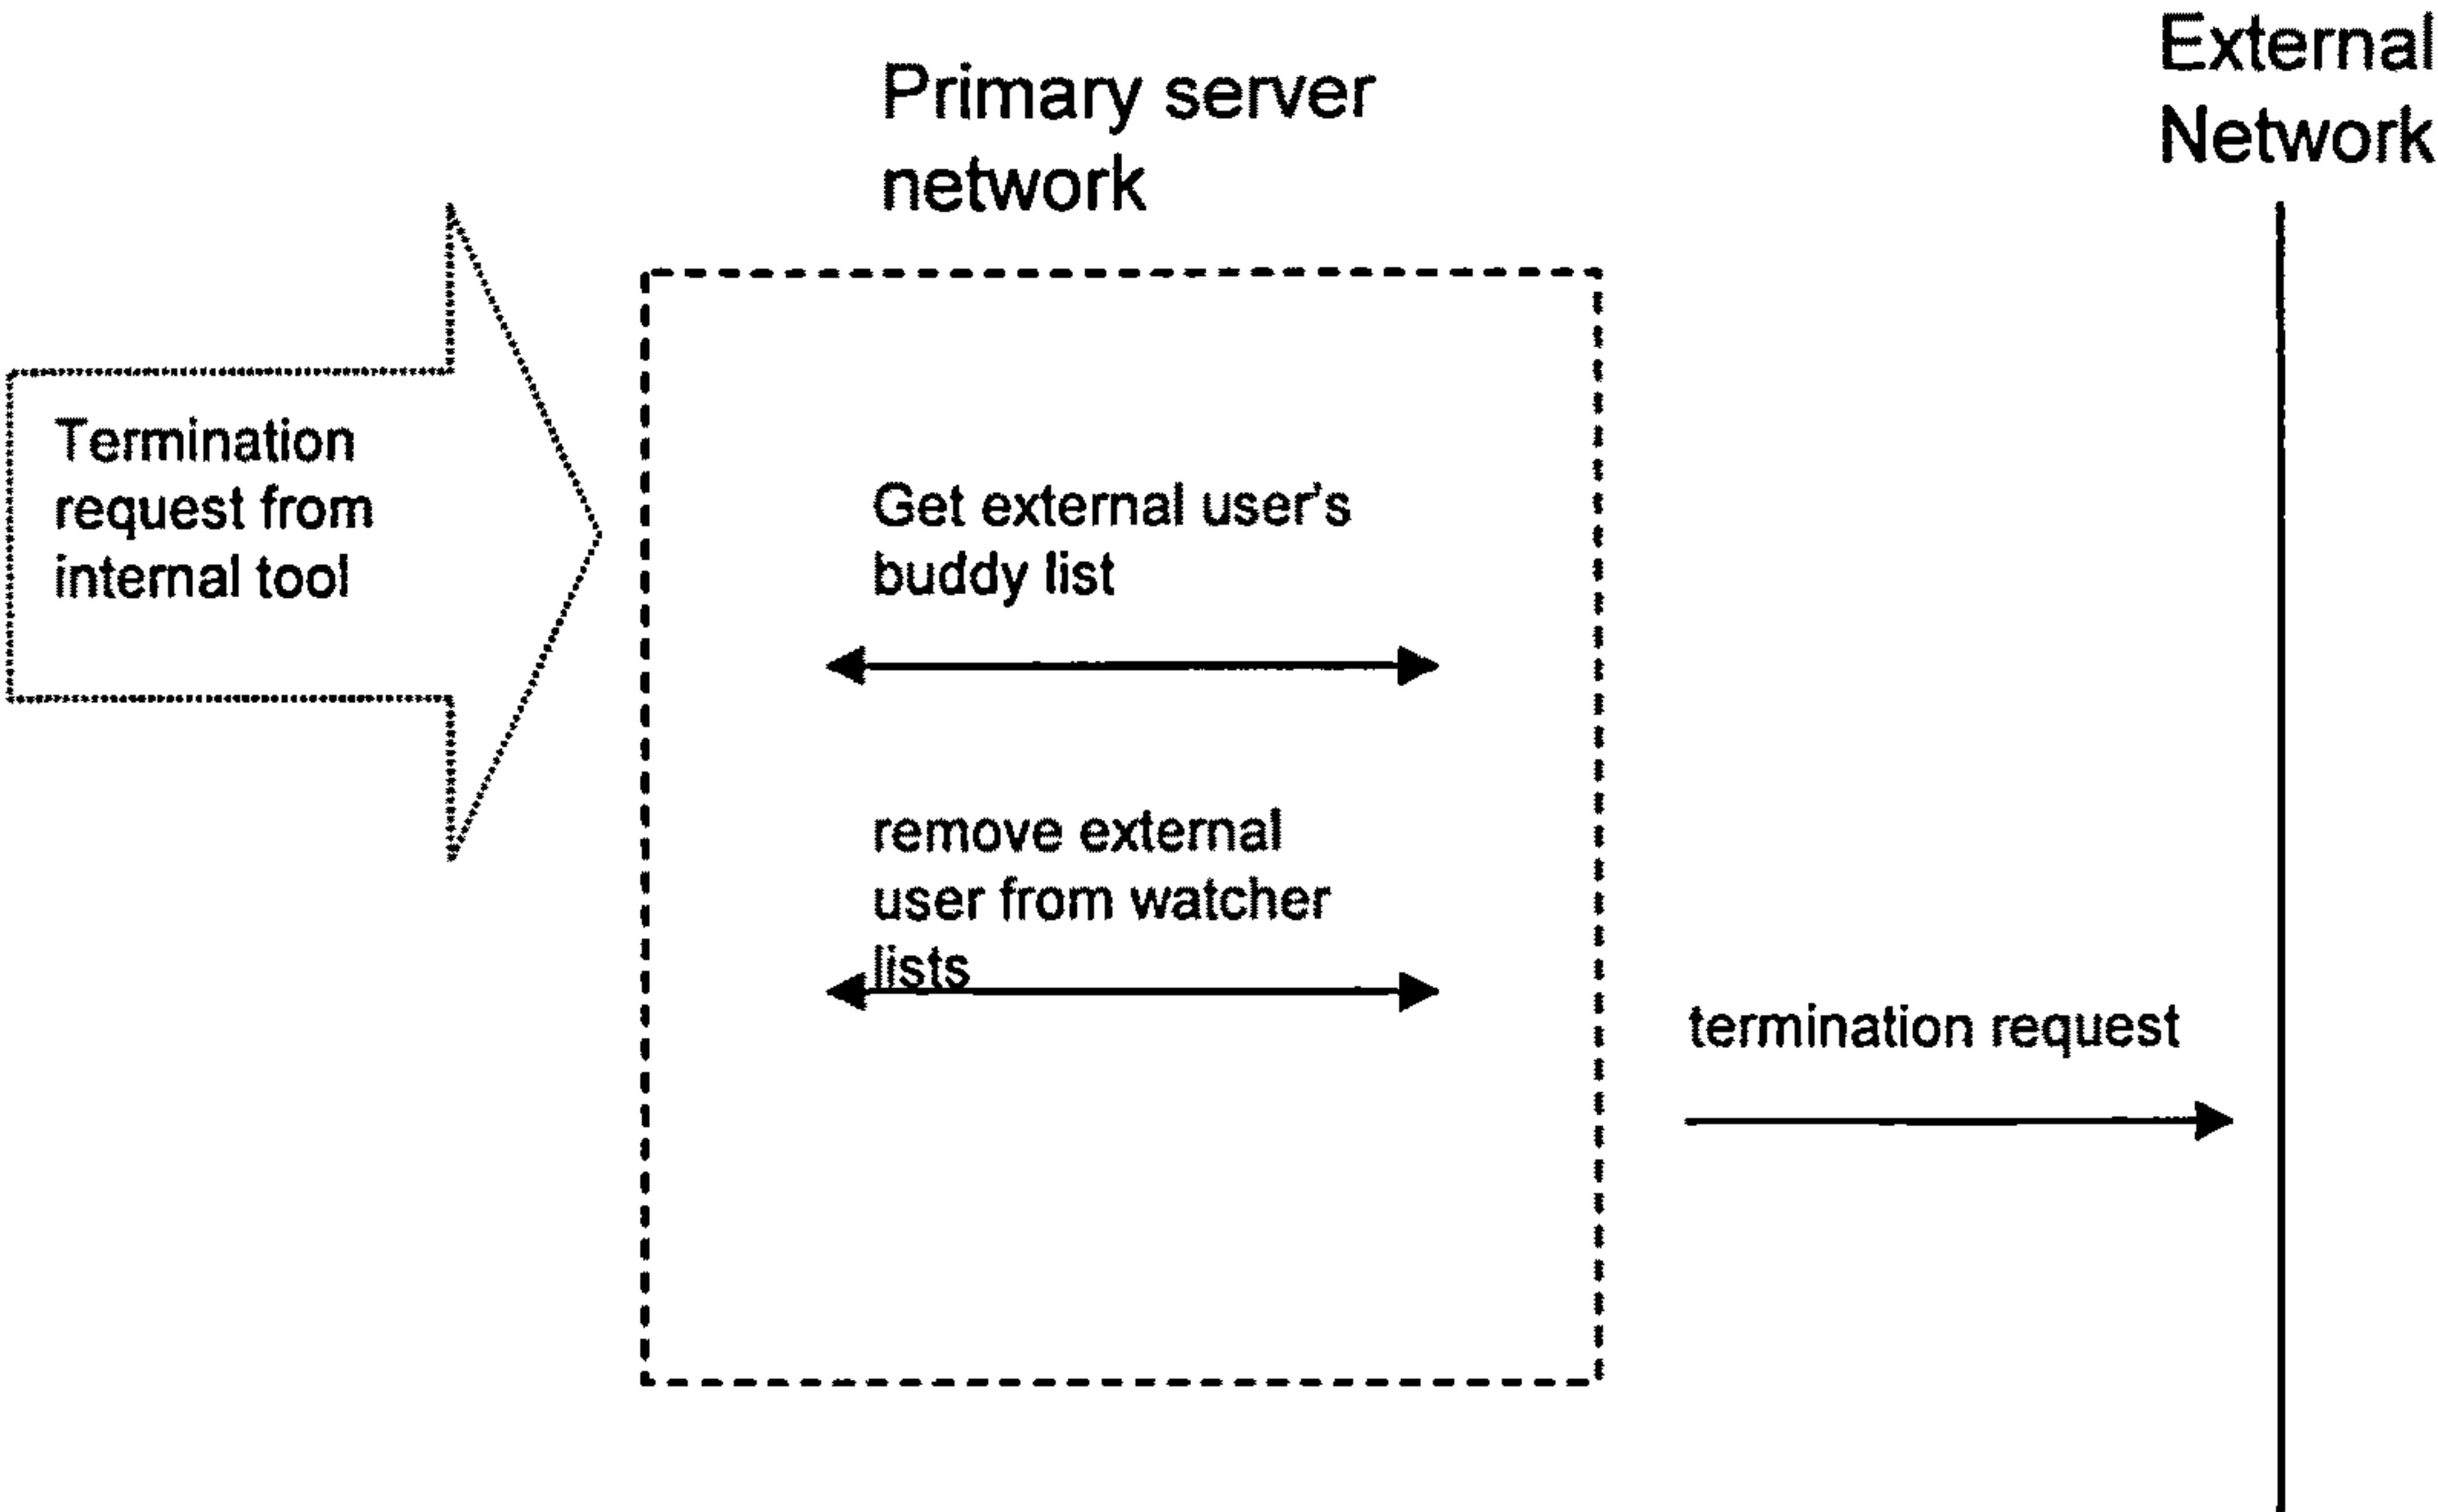 External
Network
Primary server
network
Termination
request from
internal tool
Get external user's
buddy list
remove external
user from watcher
lists
termination request